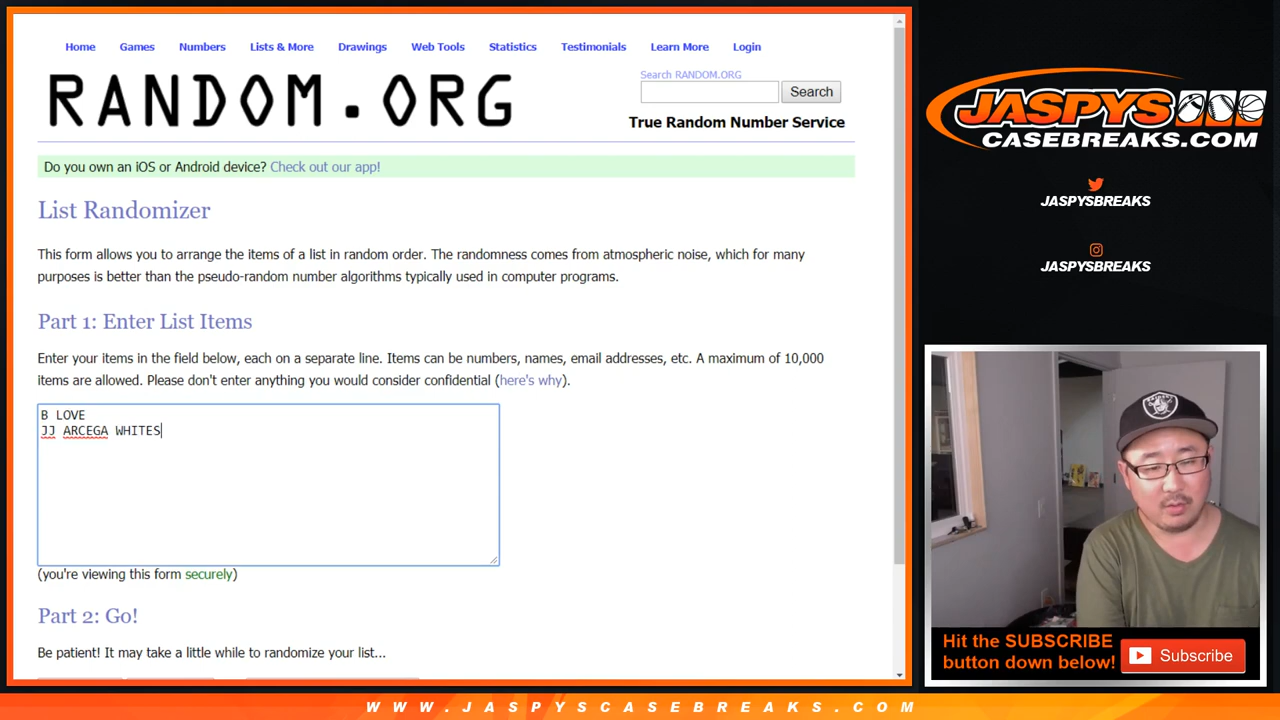 Home Games Numbers Lists & More Drawings Web Tools Statistics Testimonials Learn More Login
RANDOM.ORG
Search RANDOM.ORG
Search
True Random Number Service
Do you own an iOS or Android device? Check out our app!
List Randomizer
This form allows you to arrange the items of a list in random order. The randomness comes from atmospheric noise, which for many
purposes is better than the pseudo-random number algorithms typically used in computer programs.
Part 1: Enter List Items
Enter your items in the field below, each on a separate line. Items can be numbers, names, email addresses, etc. A maximum of 10,000
items are allowed. Please don't enter anything you would consider confidential (here's why).
B LOVE
JJ ARCEGA WHITES
(you're viewing this form securely)
Part 2: Go!
Be patient! It may take a little while to randomize your list...
JASPYS
CASEBREAKS.COM
JASPYSBREAKS
JASPYSBREAKS
RAIDERS
Hit the SUBSCRIBE
button down below!
Subscribe
WWW.JASPYSCASEBREAKS.COM